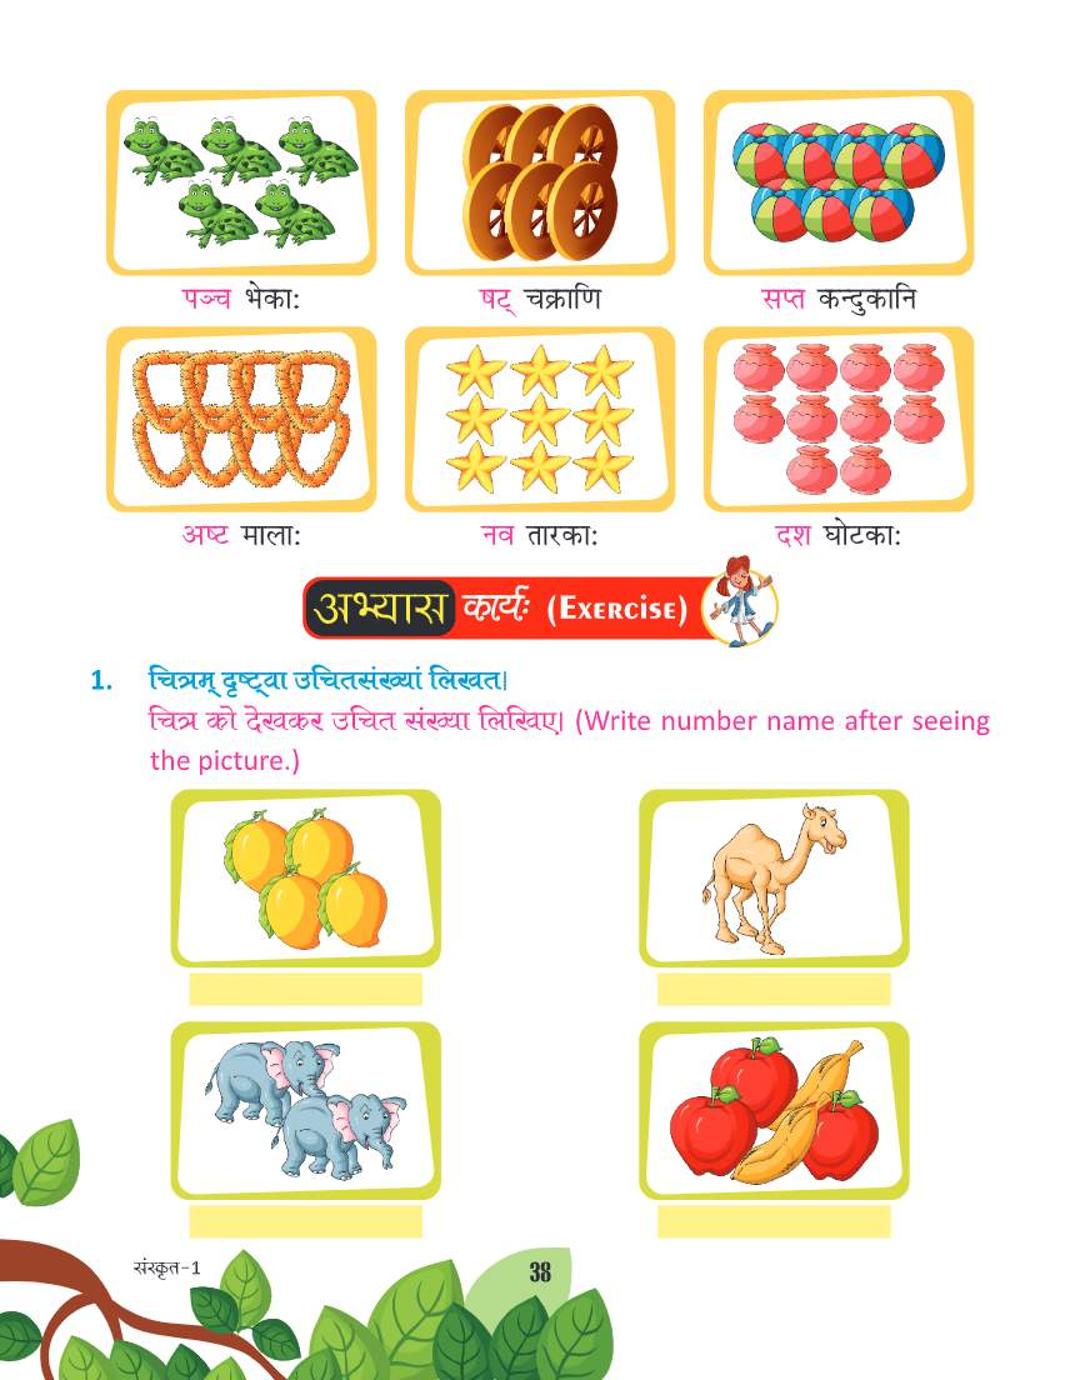 पञ्च भेका:
षट् चक्राणि
सप्त कन्दुकानि
अष्ट माला:
नव तारका:
दश घोटका:
अभ्यास कार्यः (Exercise)
1. चित्रम् दृष्ट्वा उचितसंख्यां लिखत।
चित्र को देखकर उचित संख्या लिखिए। (Write number name after seeing
the picture.)
संस्कृत-1
38